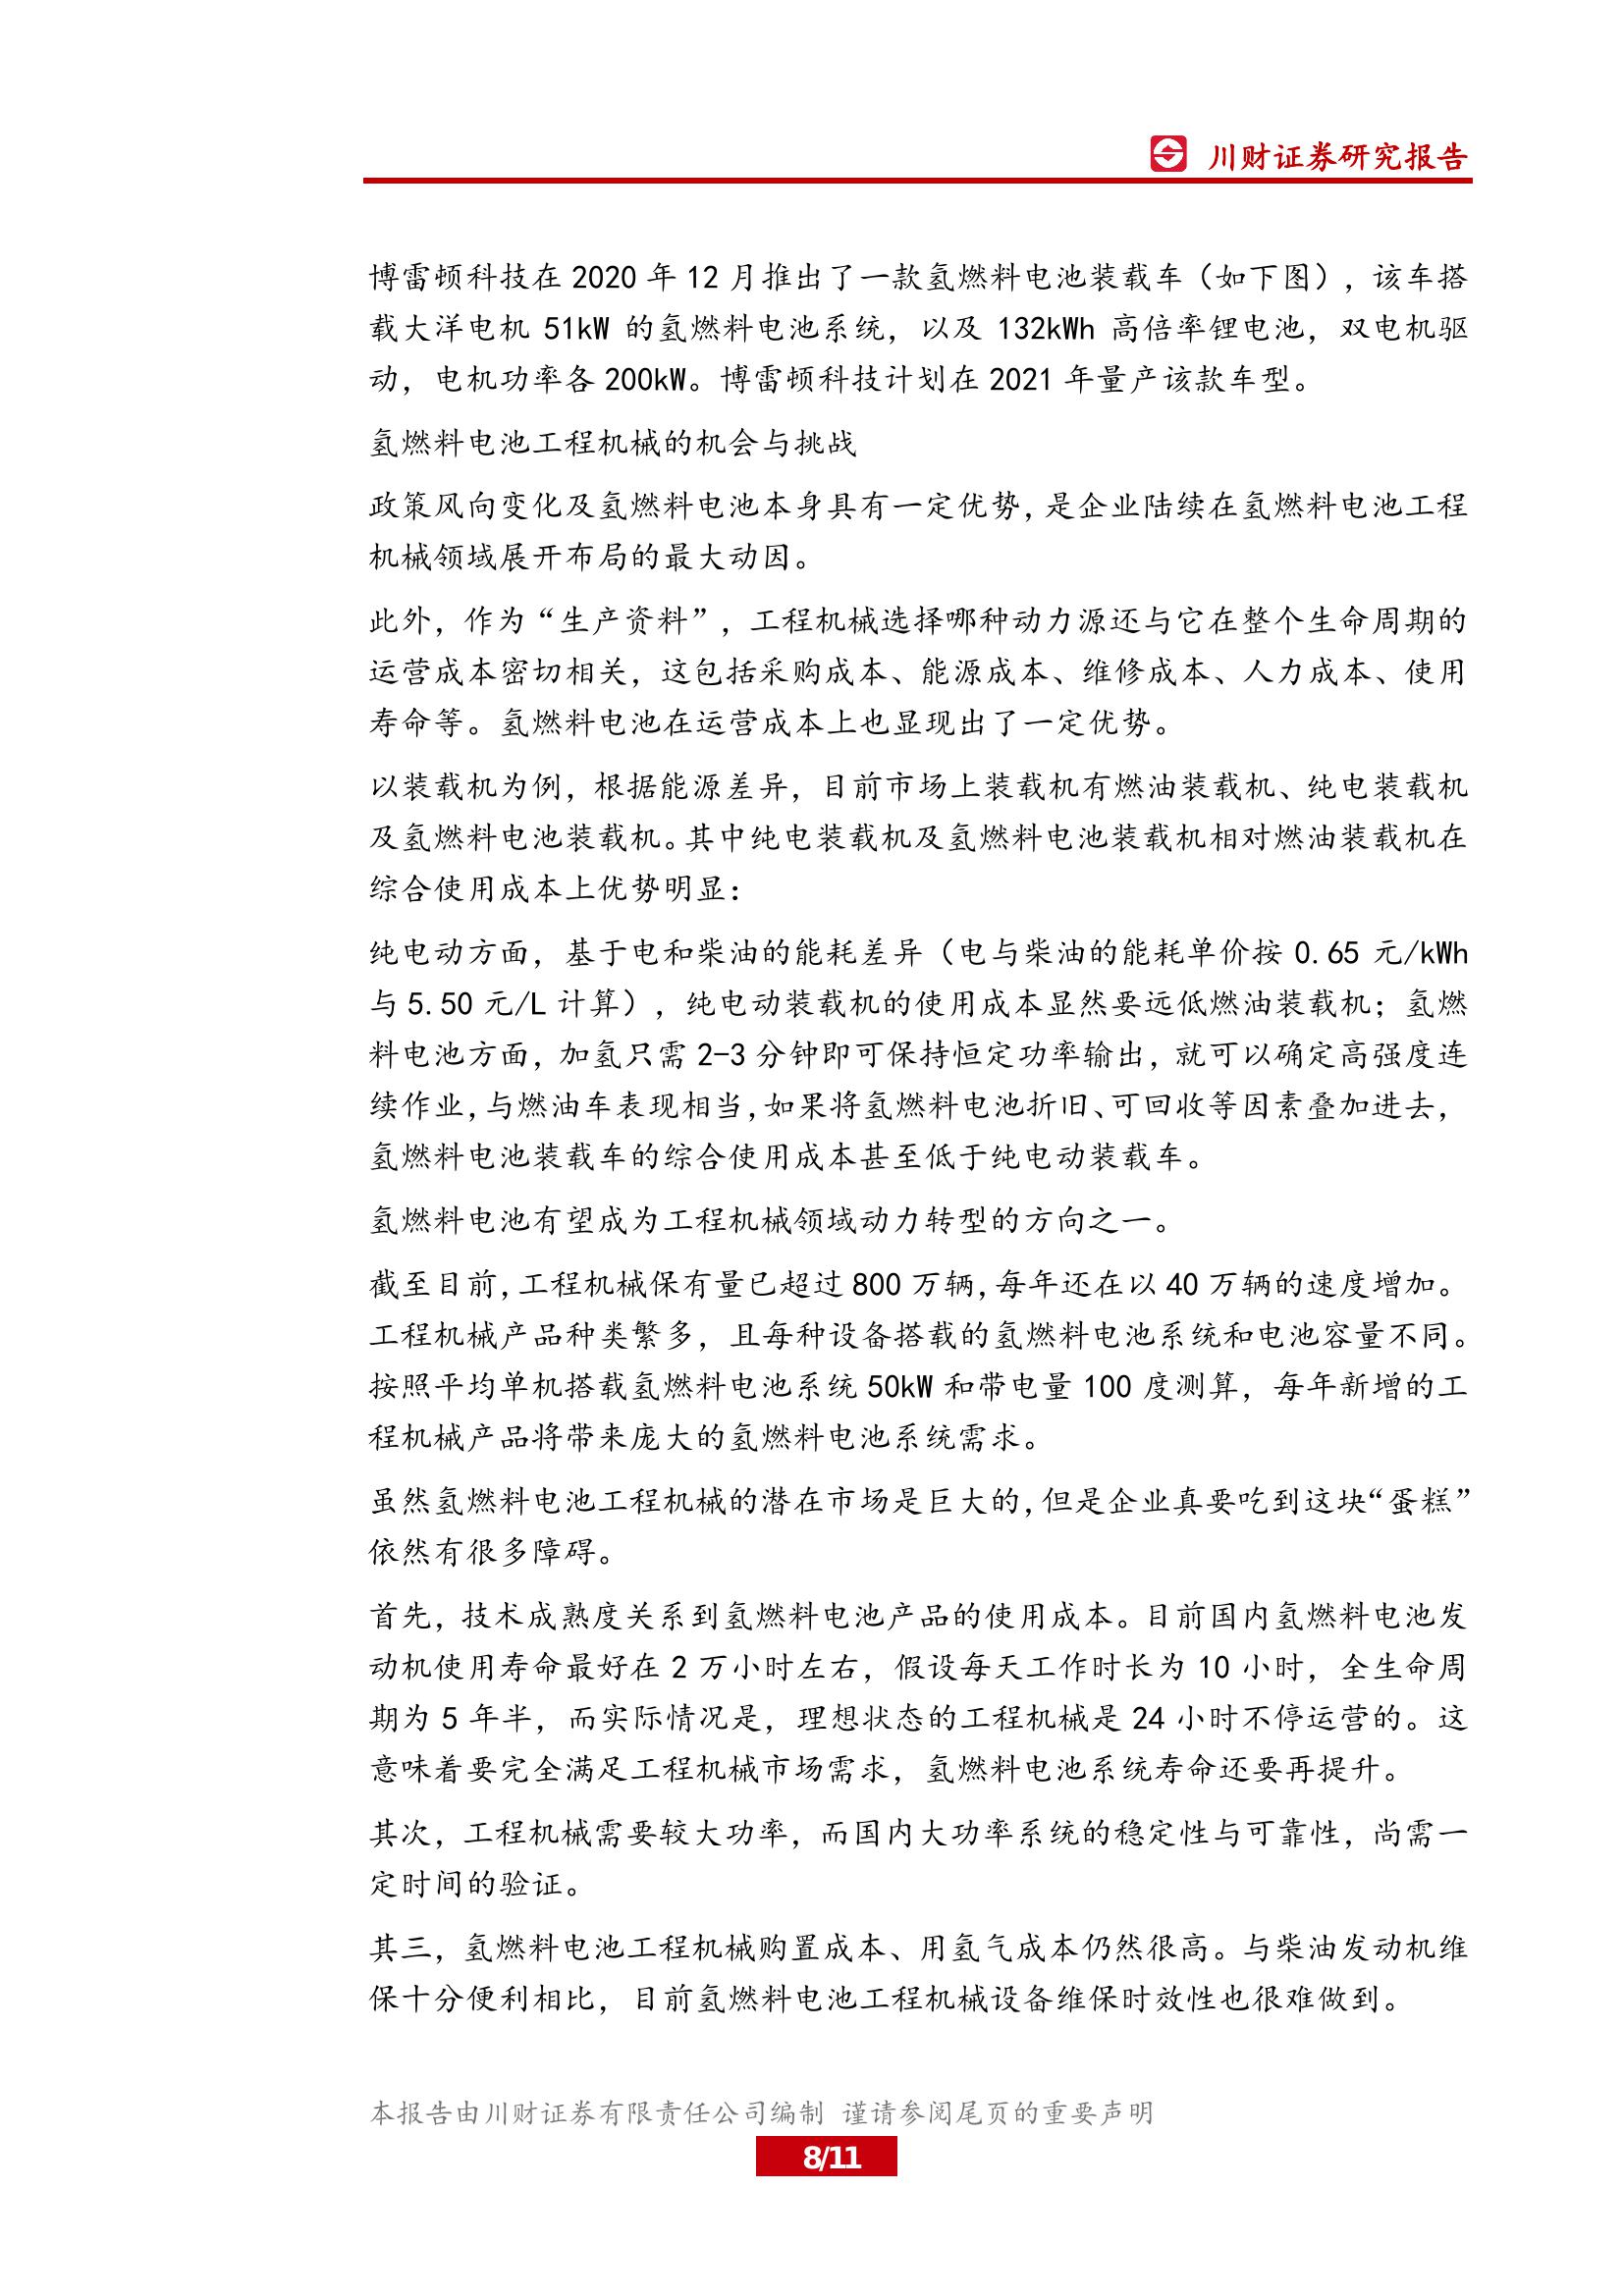 川财证券研究报告
博雷顿科技在 2020 年 12 月推出了一款氢燃料电池装载车（如下图），该车搭
载大洋电机 51kW 的氢燃料电池系统，以及 132kWh 高倍率锂电池，双电机驱
动，电机功率各 200kW。博雷顿科技计划在 2021 年量产该款车型。
氢燃料电池工程机械的机会与挑战
政策风向变化及氢燃料电池本身具有一定优势，是企业陆续在氢燃料电池工程
机械领域展开布局的最大动因。
此外，作为“生产资料”，工程机械选择哪种动力源还与它在整个生命周期的
运营成本密切相关，这包括采购成本、能源成本、维修成本、人力成本、使用
寿命等。氢燃料电池在运营成本上也显现出了一定优势。
以装载机为例，根据能源差异，目前市场上装载机有燃油装载机、纯电装载机
及氢燃料电池装载机。其中纯电装载机及氢燃料电池装载机相对燃油装载机在
综合使用成本上优势明显：
纯电动方面，基于电和柴油的能耗差异（电与柴油的能耗单价按 0.65 元/kWh
与 5.50 元/L 计算），纯电动装载机的使用成本显然要远低燃油装载机；氢燃
料电池方面，加氢只需 2-3 分钟即可保持恒定功率输出，就可以确定高强度连
续作业，与燃油车表现相当，如果将氢燃料电池折旧、可回收等因素叠加进去，
氢燃料电池装载车的综合使用成本甚至低于纯电动装载车。
氢燃料电池有望成为工程机械领域动力转型的方向之一。
截至目前，工程机械保有量已超过 800 万辆，每年还在以 40 万辆的速度增加。
工程机械产品种类繁多，且每种设备搭载的氢燃料电池系统和电池容量不同。
按照平均单机搭载氢燃料电池系统 50kW 和带电量 100 度测算，每年新增的工
程机械产品将带来庞大的氢燃料电池系统需求。
虽然氢燃料电池工程机械的潜在市场是巨大的，但是企业真要吃到这块“蛋糕”
依然有很多障碍。
首先，技术成熟度关系到氢燃料电池产品的使用成本。目前国内氢燃料电池发
动机使用寿命最好在 2 万小时左右，假设每天工作时长为 10 小时，全生命周
期为 5 年半，而实际情况是，理想状态的工程机械是 24 小时不停运营的。这
意味着要完全满足工程机械市场需求，氢燃料电池系统寿命还要再提升。
其次，工程机械需要较大功率，而国内大功率系统的稳定性与可靠性，尚需一
定时间的验证。
其三，氢燃料电池工程机械购置成本、用氢气成本仍然很高。与柴油发动机维
保十分便利相比，目前氢燃料电池工程机械设备维保时效性也很难做到。
本报告由川财证券有限责任公司编制 谨请参阅尾页的重要声明
8/11